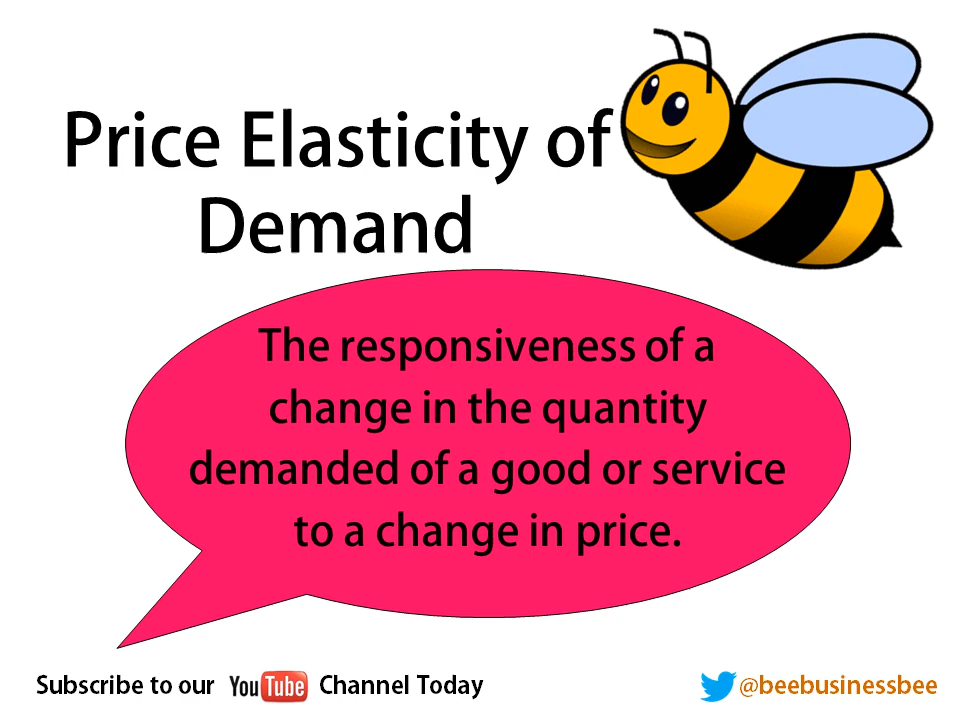 Price Elasticity of
Demand
The responsiveness of a
change in the quantity
demanded of a good or service
to a change in price.
Subscribe to our YouTube Channel Today
@beebusinessbee